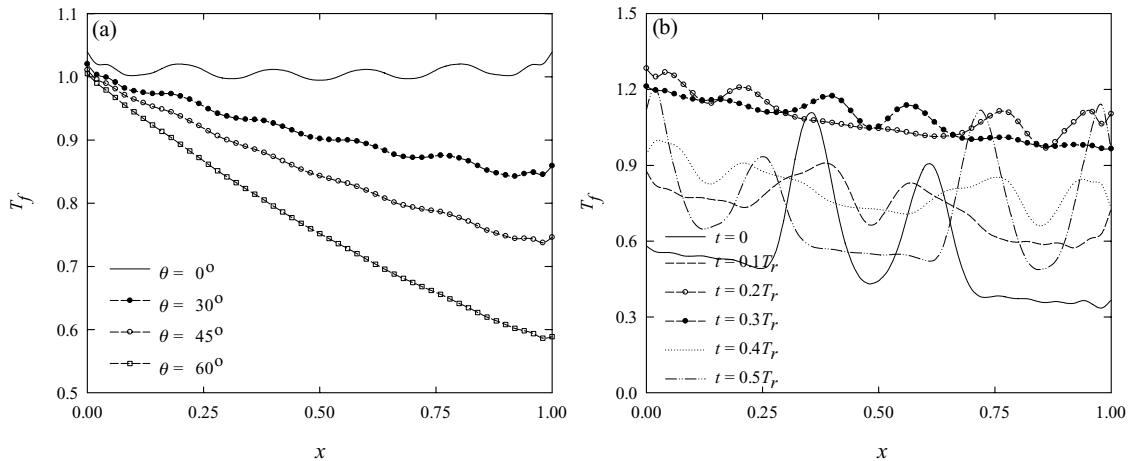 (a)
1.1
1.0
0.9
0.8
0.7
0.6
0.5
T_f
θ = 0°
θ = 30°
θ = 45°
θ = 60°
0.00 0.25 0.50 0.75 1.00
x
(b)
1.5
1.2
0.9
0.6
0.3
0.0
T_f
t = 0
t = 0.1T_r
t = 0.2T_r
t = 0.3T_r
t = 0.4T_r
t = 0.5T_r
0.00 0.25 0.50 0.75 1.00
x